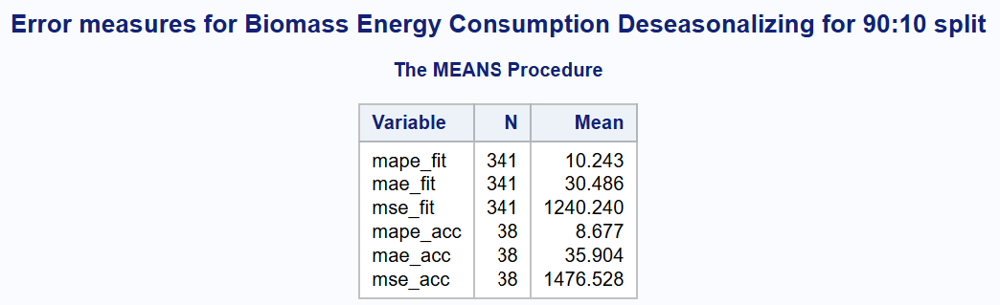 Error measures for Biomass Energy Consumption Deseasonalizing for 90:10 split
The MEANS Procedure
Variable N Mean
mape_fit 341 10.243
mae_fit 341 30.486
mse_fit 341 1240.240
mape_acc 38 8.677
mae_acc 38 35.904
mse_acc 38 1476.528